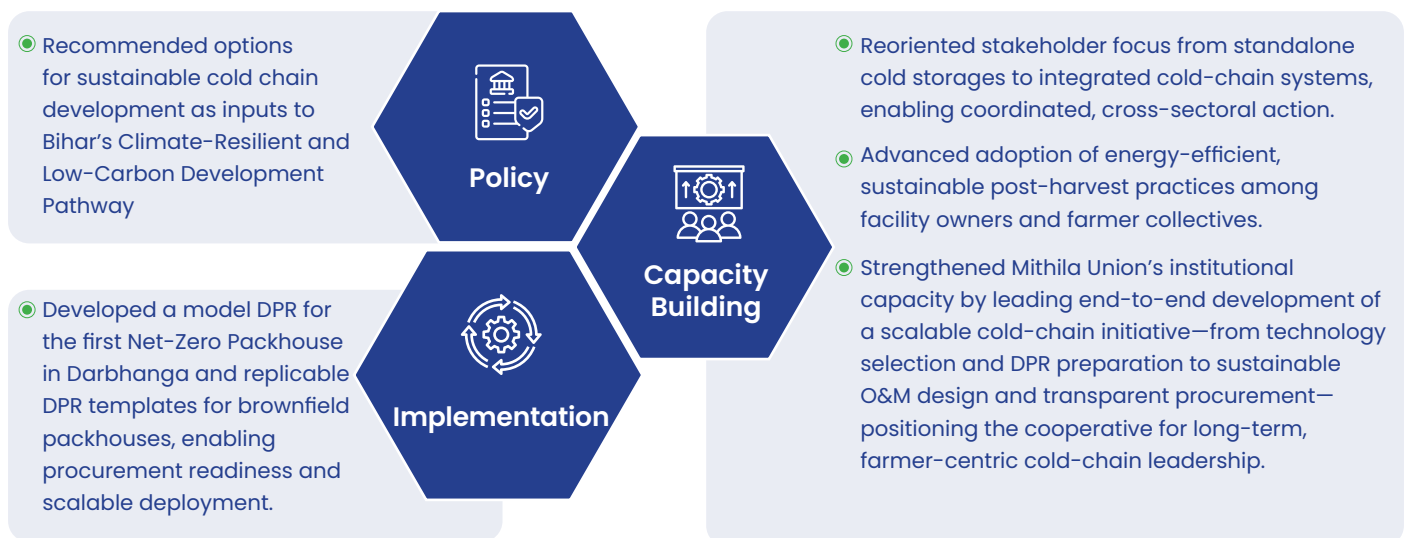 Recommended options
for sustainable cold chain
development as inputs to
Bihar’s Climate-Resilient and
Low-Carbon Development
Pathway
Policy
Developed a model DPR for
the first Net-Zero Packhouse
in Darbhanga and replicable
DPR templates for brownfield
packhouses, enabling
procurement readiness and
scalable deployment.
Implementation
Capacity
Building
Reoriented stakeholder focus from standalone
cold storages to integrated cold-chain systems,
enabling coordinated, cross-sectoral action.
Advanced adoption of energy-efficient,
sustainable post-harvest practices among
facility owners and farmer collectives.
Strengthened Mithila Union’s institutional
capacity by leading end-to-end development of
a scalable cold-chain initiative—from technology
selection and DPR preparation to sustainable
O&M design and transparent procurement—
positioning the cooperative for long-term,
farmer-centric cold-chain leadership.